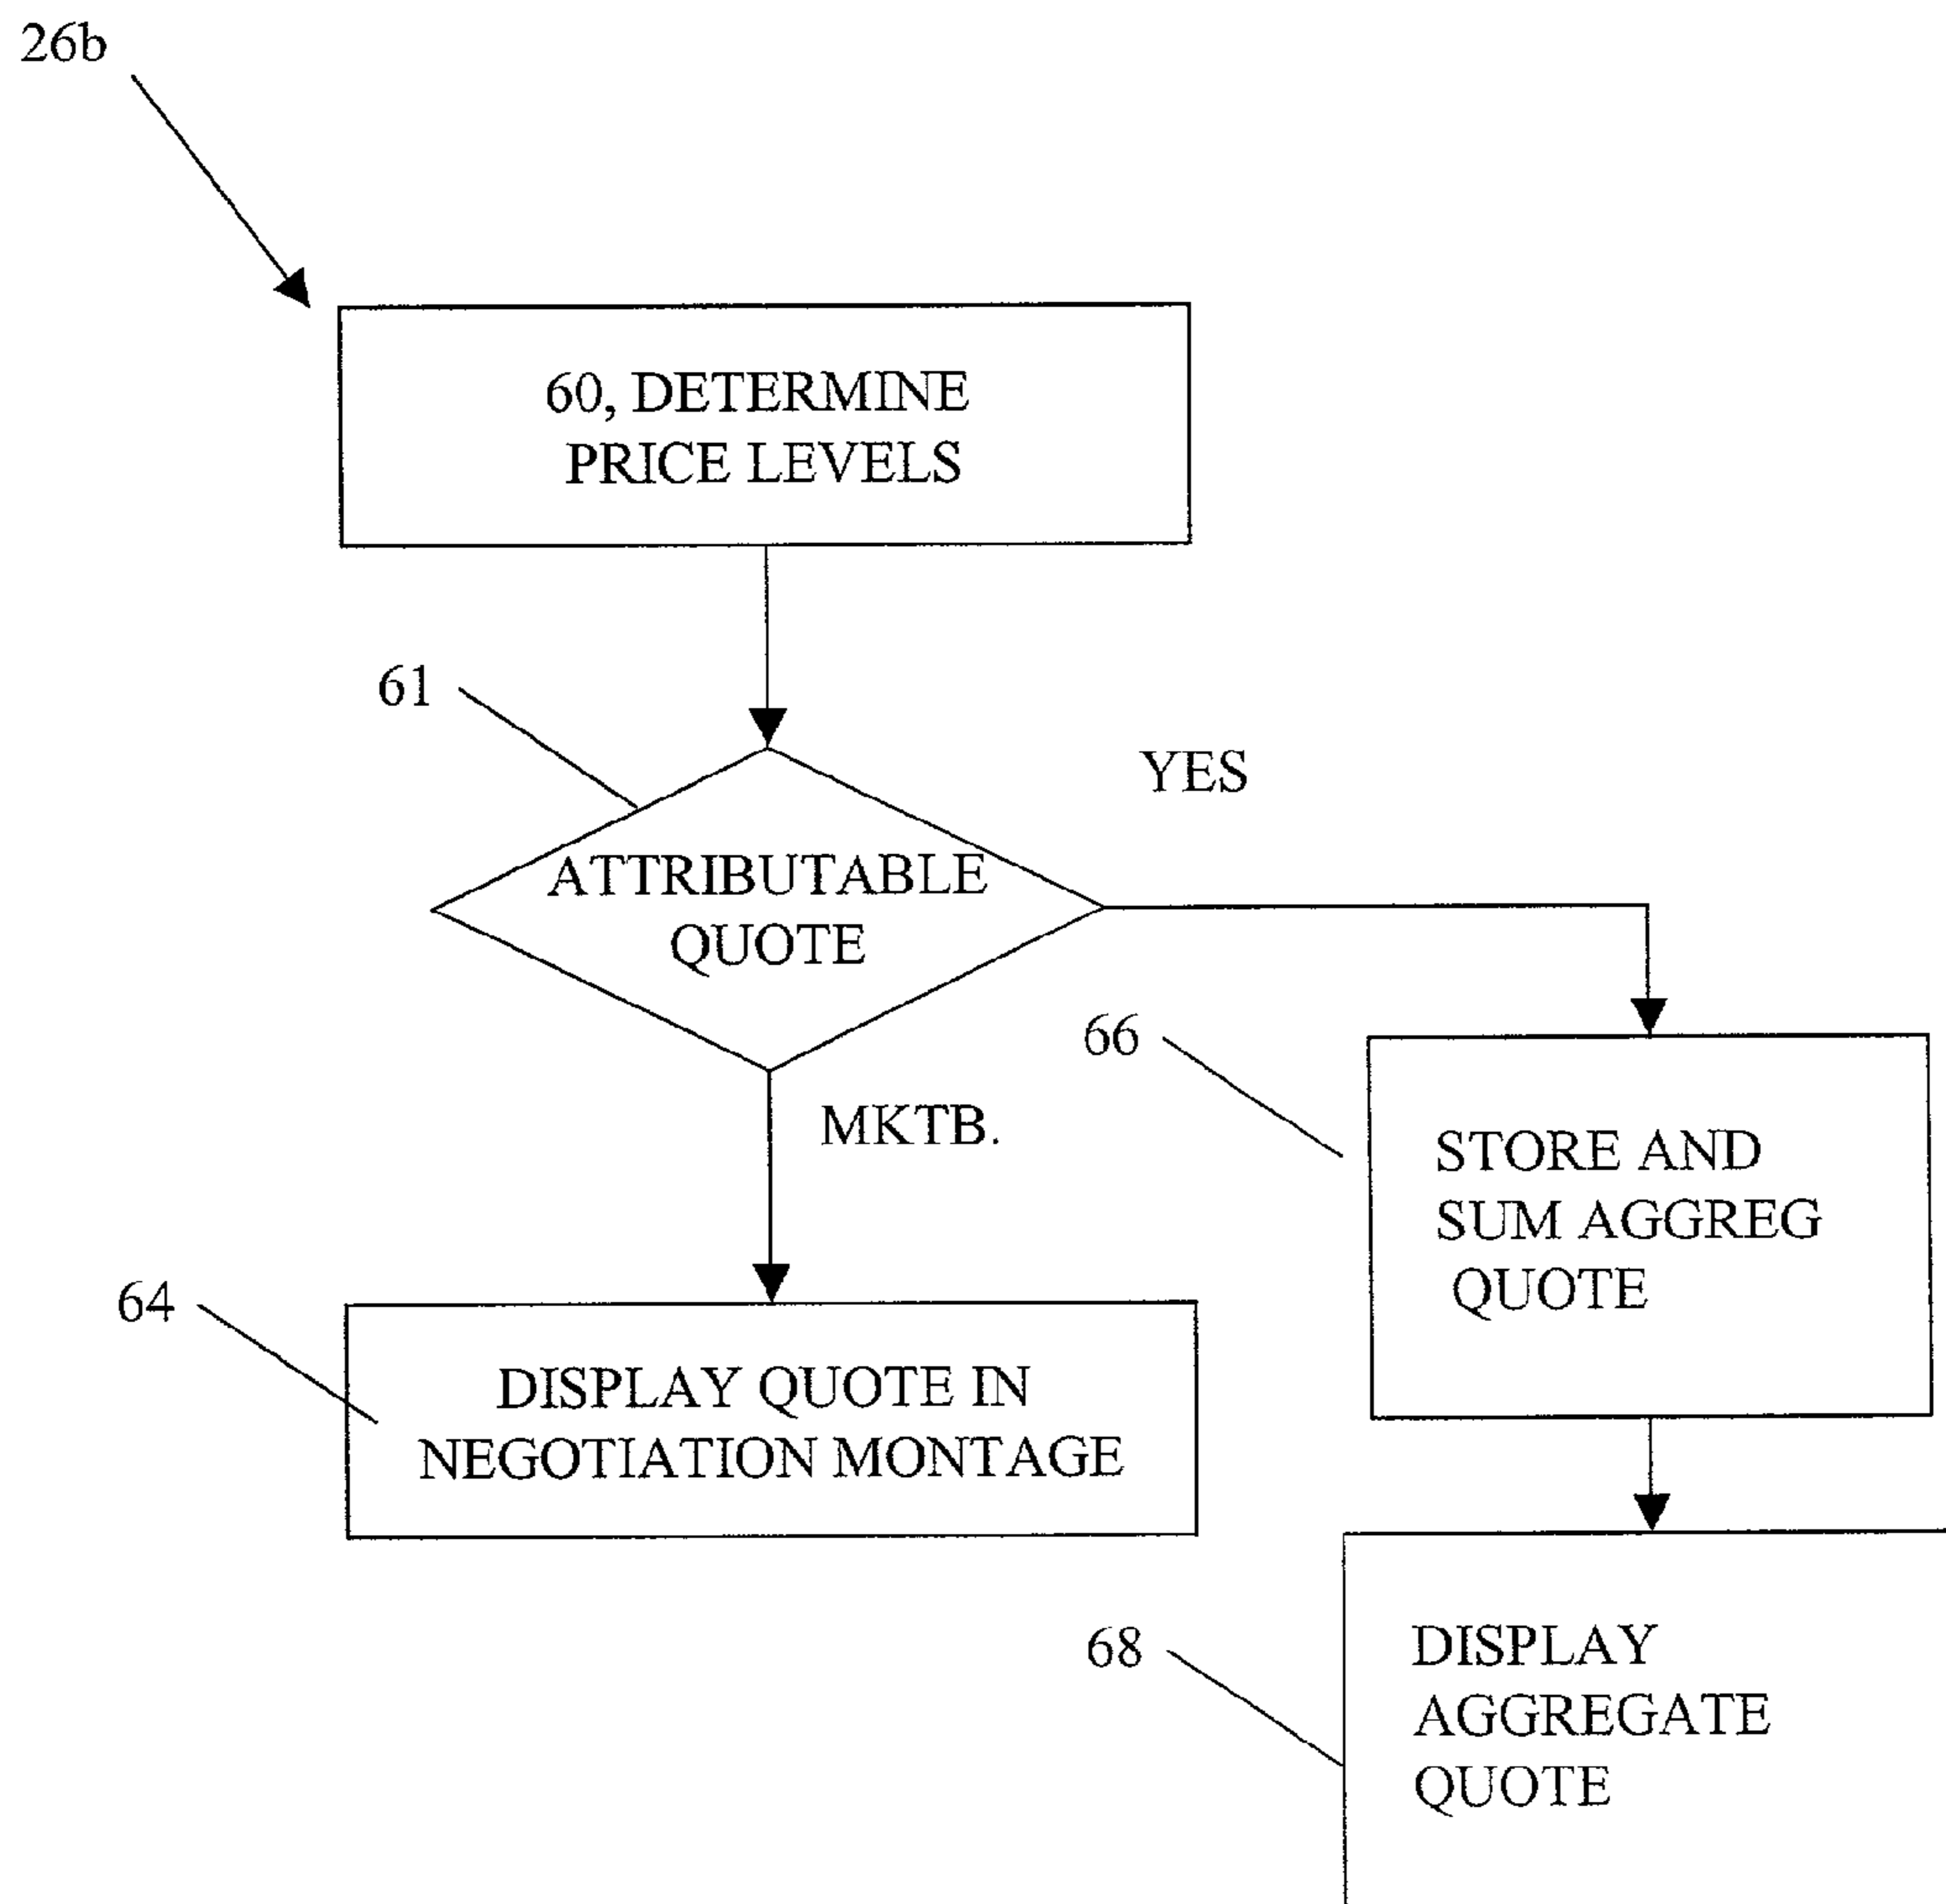 26b
60, DETERMINE
PRICE LEVELS
61
YES
ATTRIBUTABLE
QUOTE
MKTB.
66
STORE AND
SUM AGGREG
QUOTE
64
DISPLAY QUOTE IN
NEGOTIATION MONTAGE
68
DISPLAY
AGGREGATE
QUOTE